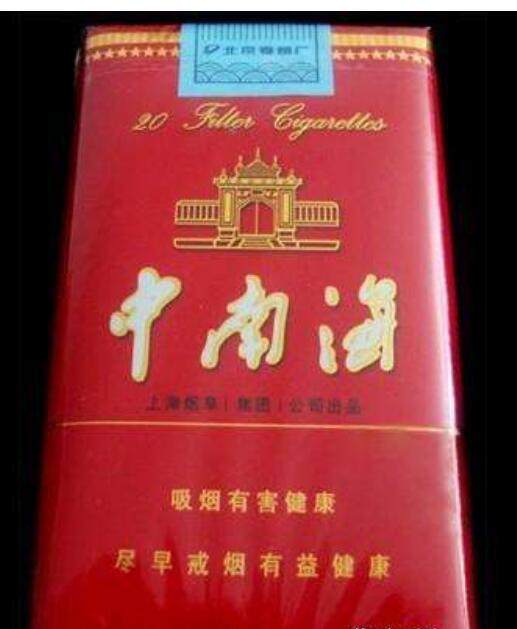 北京卷烟厂
20 Filter Cigarettes
中南海
上海烟草(集团)公司出品
吸烟有害健康
尽早戒烟有益健康